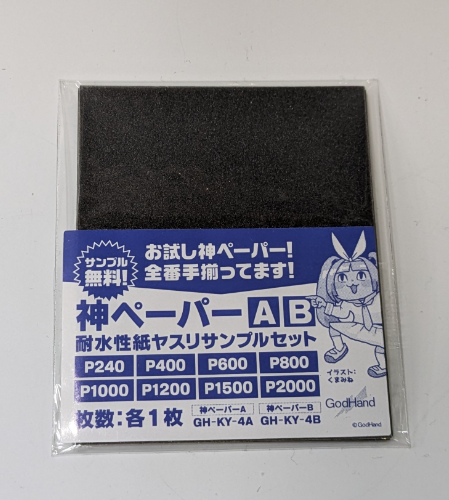 サンプル
無料!
お試し神ペーパー!
全番手揃ってます!
神ペーパーAB
耐水性紙ヤスリサンプルセット
P240 P400 P600 P800
P1000 P1200 P1500 P2000
枚数:各1枚
神ペーパーA 神ペーパーB
GH-KY-4A GH-KY-4B
イラスト:
くまみね
GodHand
©GodHand